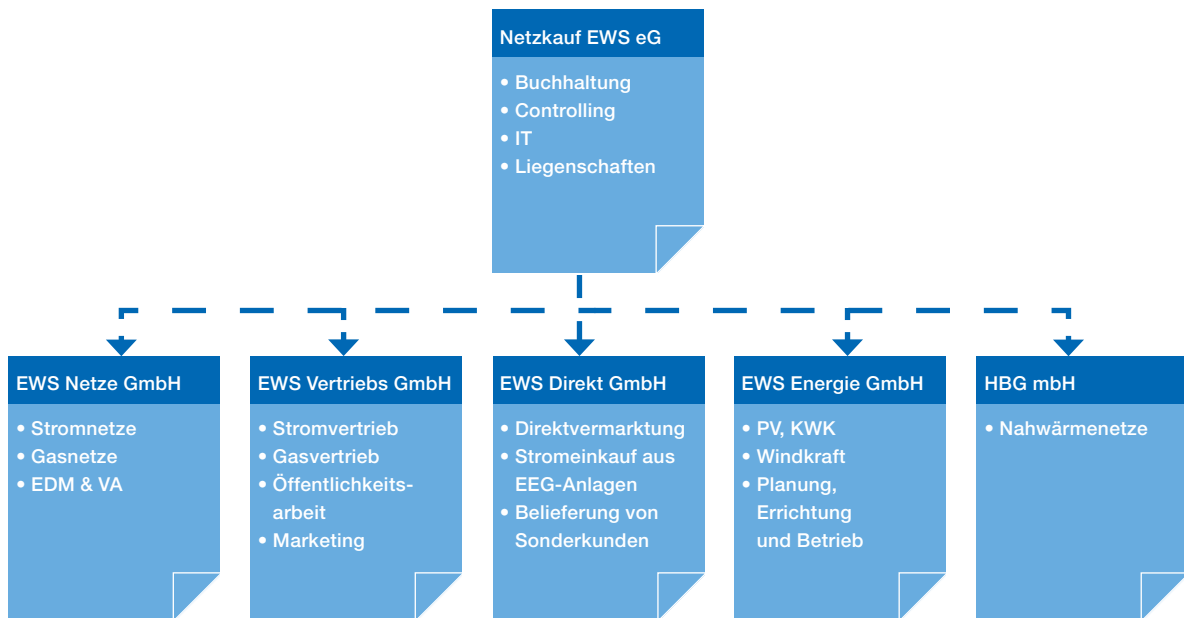 Netzkauf EWS eG
• Buchhaltung
• Controlling
• IT
• Liegenschaften
EWS Netze GmbH
• Stromnetze
• Gasnetze
• EDM & VA
EWS Vertriebs GmbH
• Stromvertrieb
• Gasvertrieb
• Öffentlichkeits-
arbeit
• Marketing
EWS Direkt GmbH
• Direktvermarktung
• Stromeinkauf aus
EEG-Anlagen
• Belieferung von
Sonderkunden
EWS Energie GmbH
• PV, KWK
• Windkraft
• Planung,
Errichtung
und Betrieb
HBG mbH
• Nahwärmenetze